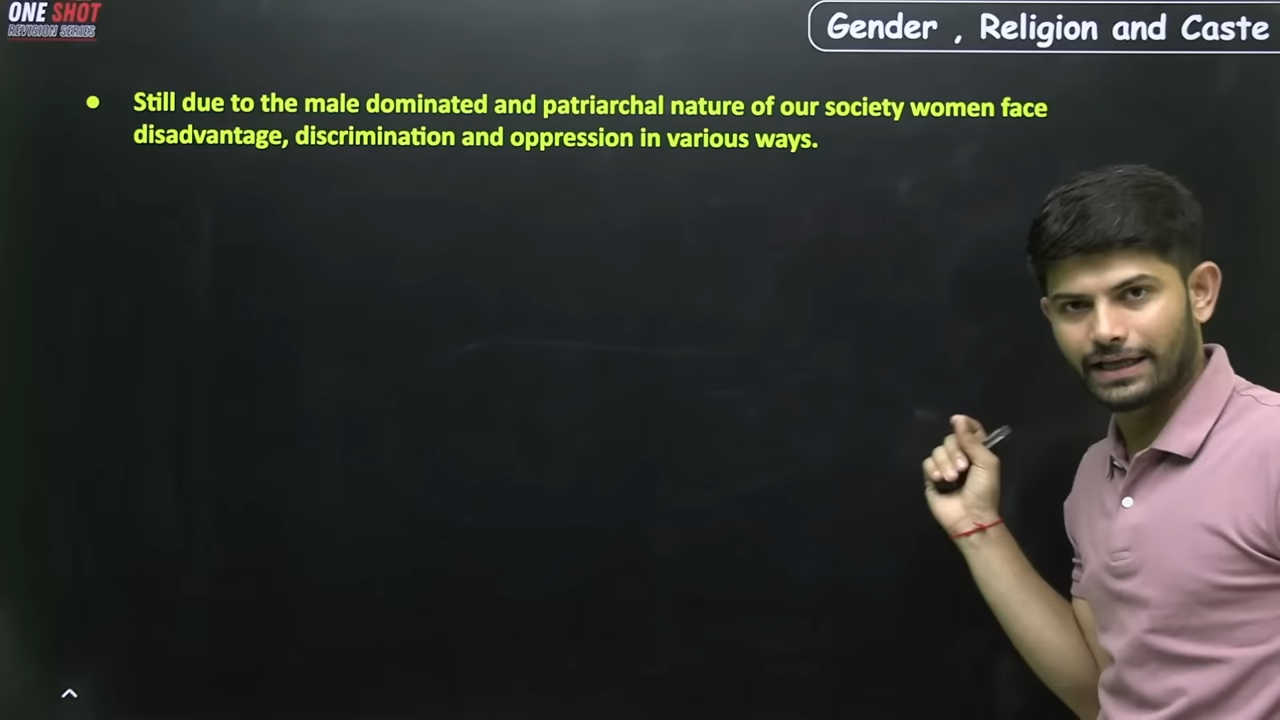 ONE SHOT
REVISION SERIES
Gender , Religion and Caste
• Still due to the male dominated and patriarchal nature of our society women face
disadvantage, discrimination and oppression in various ways.